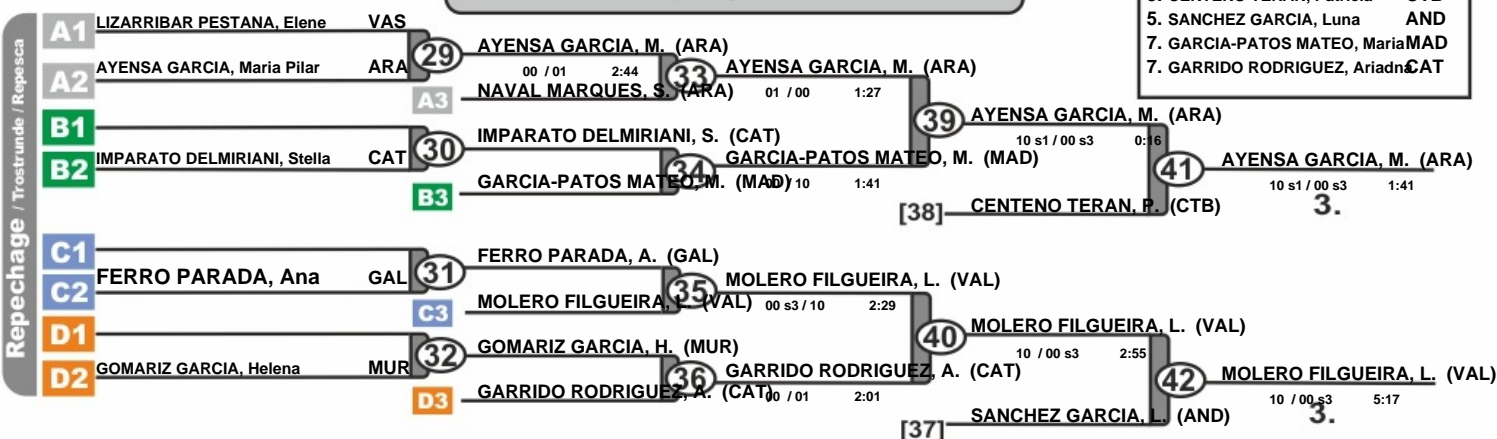 5. SANCHEZ GARCIA, Luna AND
7. GARCIA-PATOS MATEO, Maria MAD
7. GARRIDO RODRIGUEZ, Ariadna CAT
Repechage / Trostrunde / Repesca
A1 LIZARRIBAR PESTANA, Elene VAS
A2 AYENSA GARCIA, Maria Pilar ARA
29 AYENSA GARCIA, M. (ARA)
00 / 01 2:44
A3 NAVAL MARQUES, S. (ARA)
33 AYENSA GARCIA, M. (ARA)
01 / 00 1:27
B1
B2 IMPARATO DELMIRIANI, Stella CAT
30 IMPARATO DELMIRIANI, S. (CAT)
B3 GARCIA-PATOS MATEO, M. (MAD)
34 GARCIA-PATOS MATEO, M. (MAD)
00 / 10 1:41
39 AYENSA GARCIA, M. (ARA)
10 s1 / 00 s3 0:16
[38] CENTENO TERAN, P. (CTB)
41 AYENSA GARCIA, M. (ARA)
10 s1 / 00 s3 1:41
3.
C1
C2 FERRO PARADA, Ana GAL
31 FERRO PARADA, A. (GAL)
C3 MOLERO FILGUEIRA, L. (VAL)
35 MOLERO FILGUEIRA, L. (VAL)
00 s3 / 10 2:29
D1
D2 GOMARIZ GARCIA, Helena MUR
32 GOMARIZ GARCIA, H. (MUR)
D3 GARRIDO RODRIGUEZ, A. (CAT)
36 GARRIDO RODRIGUEZ, A. (CAT)
00 / 01 2:01
40 MOLERO FILGUEIRA, L. (VAL)
10 / 00 s3 2:55
[37] SANCHEZ GARCIA, L. (AND)
42 MOLERO FILGUEIRA, L. (VAL)
10 / 00 s3 5:17
3.